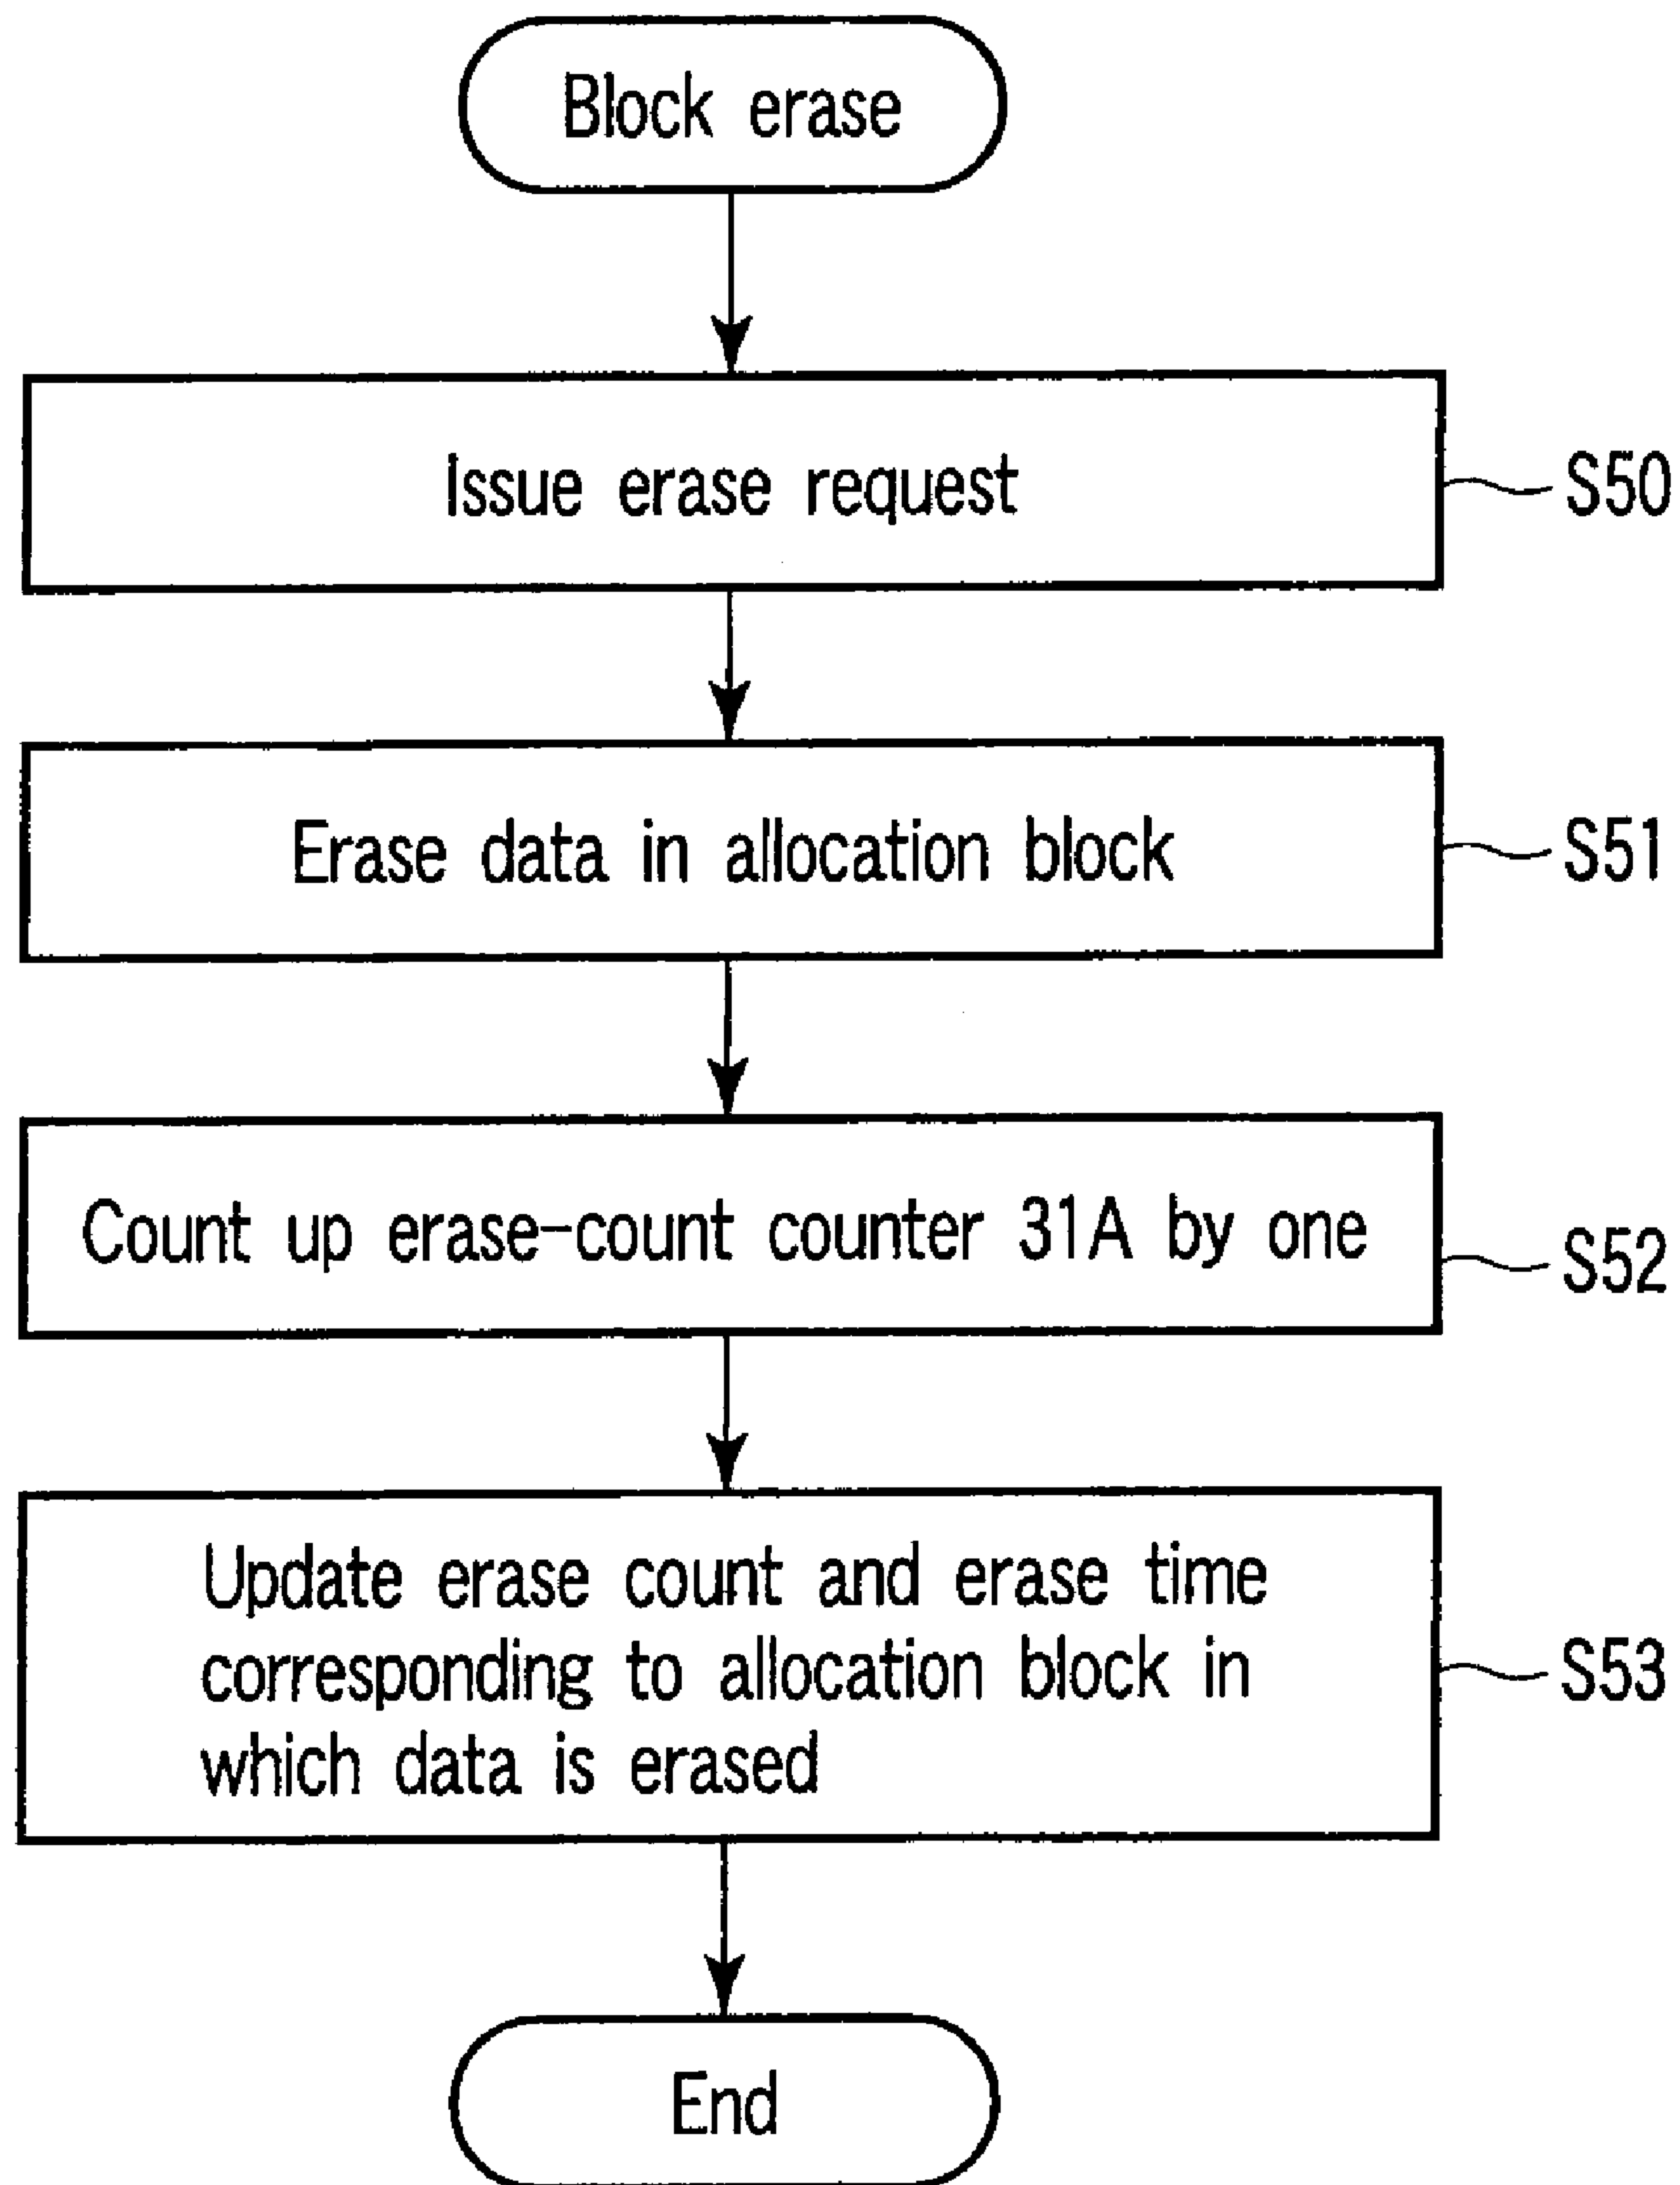 Block erase
Issue erase request
S50
Erase data in allocation block
S51
Count up erase-count counter 31A by one
S52
Update erase count and erase time
corresponding to allocation block in
which data is erased
S53
End